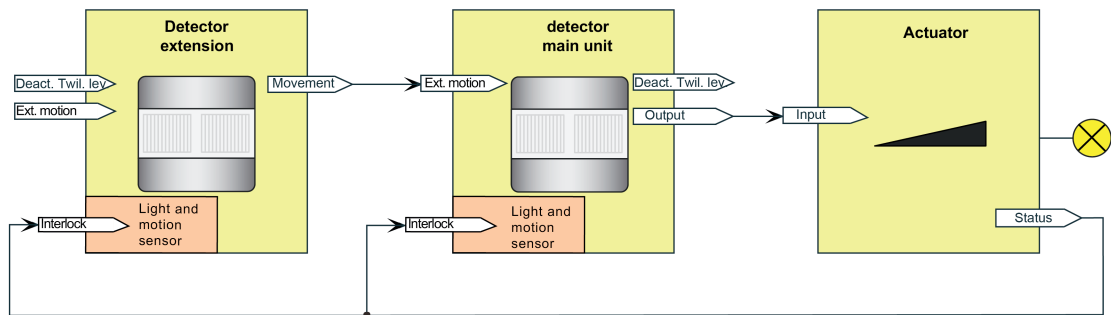 Detector
extension
Deact. Twil. lev
Ext. motion
Movement
Interlock
Light and
motion
sensor
detector
main unit
Ext. motion
Deact. Twil. lev
Output
Interlock
Light and
motion
sensor
Actuator
Input
Status